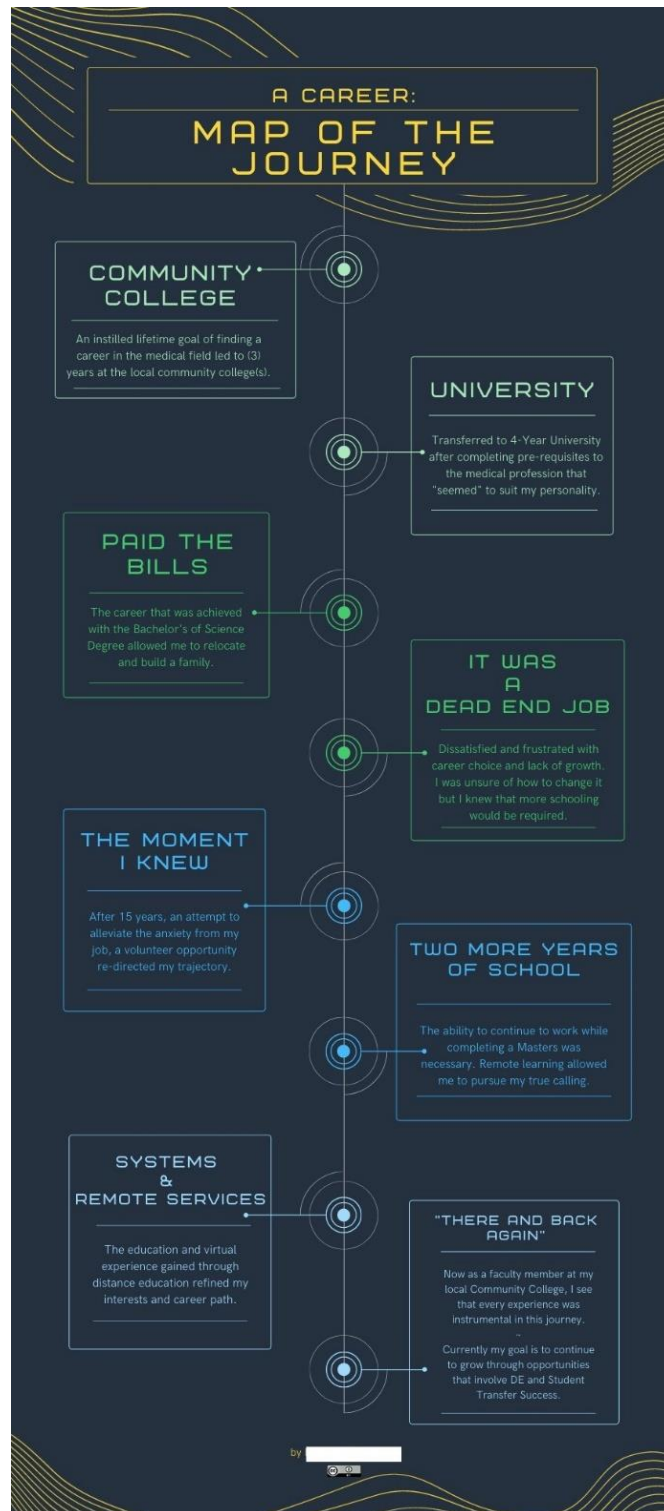 A CAREER:
MAP OF THE
JOURNEY
COMMUNITY
COLLEGE
An instilled lifetime goal of finding a
career in the medical field led to (3)
years at the local community college(s).
UNIVERSITY
Transferred to 4-Year University
after completing pre-requisites to
the medical profession that
"seemed" to suit my personality.
PAID THE
BILLS
The career that was achieved
with the Bachelor's of Science
Degree allowed me to relocate
and build a family.
IT WAS
A
DEAD END JOB
Dissatisfied and frustrated with
career choice and lack of growth.
I was unsure of how to change it
but I knew that more schooling
would be required.
THE MOMENT
I KNEW
After 15 years, an attempt to
alleviate the anxiety from my
job, a volunteer opportunity
re-directed my trajectory.
TWO MORE YEARS
OF SCHOOL
The ability to continue to work while
completing a Masters was
necessary. Remote learning allowed
me to pursue my true calling.
SYSTEMS
&
REMOTE SERVICES
The education and virtual
experience gained through
distance education refined my
interests and career path.
"THERE AND BACK
AGAIN"
Now as a faculty member at my
local Community College, I see
that every experience was
instrumental in this journey.
~
Currently my goal is to continue
to grow through opportunities
that involve DE and Student
Transfer Success.
by